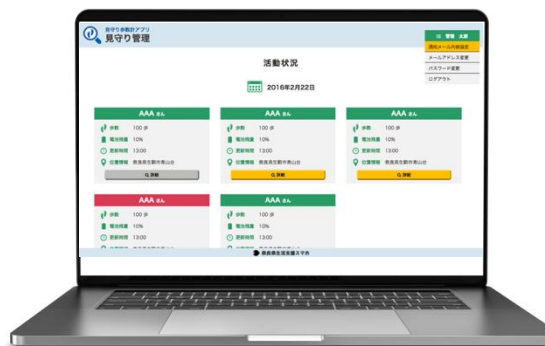 見守り歩数計アプリ
見守り管理
管理 太郎
通知メール内容設定
メールアドレス変更
パスワード変更
ログアウト
活動状況
2016年2月22日
AAA さん
歩数 100 歩
電池残量 10%
更新時間 13:00
位置情報 奈良県生駒市青山台
詳細
AAA さん
歩数 100 歩
電池残量 10%
更新時間 13:00
位置情報 奈良県生駒市青山台
詳細
AAA さん
歩数 100 歩
電池残量 10%
更新時間 13:00
位置情報 奈良県生駒市青山台
詳細
AAA さん
歩数 100 歩
電池残量 10%
更新時間 13:00
AAA さん
歩数 100 歩
電池残量 10%
更新時間 13:00
奈良県生活支援スマホ